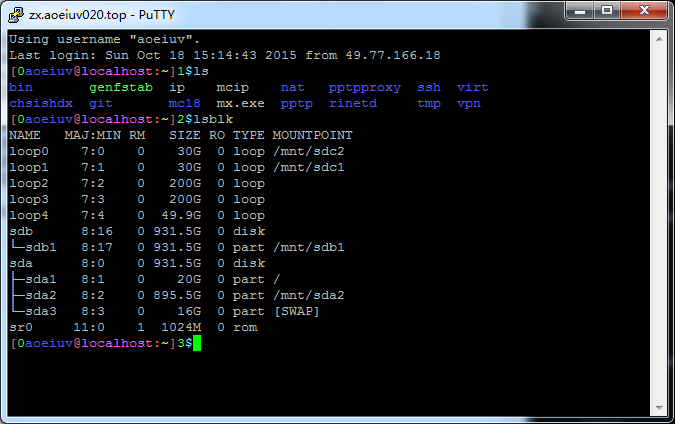 zx.aoeiuv020.top - PuTTY
Using username "aoeiuv".
Last login: Sun Oct 18 15:14:43 2015 from 49.77.166.18
[0aoeiuv@localhost:~]1$ls
bin       genfstab  ip    mcip    nat   pptpproxy  ssh  virt
chsishdx  git       mc18  mx.exe  pptp  rinetd     tmp  vpn
[0aoeiuv@localhost:~]2$lsblk
NAME   MAJ:MIN RM   SIZE RO TYPE MOUNTPOINT
loop0    7:0    0    30G  0 loop /mnt/sdc2
loop1    7:1    0    30G  0 loop /mnt/sdc1
loop2    7:2    0   200G  0 loop
loop3    7:3    0   200G  0 loop
loop4    7:4    0  49.9G  0 loop
sdb      8:16   0 931.5G  0 disk
└─sdb1   8:17   0 931.5G  0 part /mnt/sdb1
sda      8:0    0 931.5G  0 disk
├─sda1   8:1    0    20G  0 part /
├─sda2   8:2    0 895.5G  0 part /mnt/sda2
└─sda3   8:3    0    16G  0 part [SWAP]
sr0     11:0    1  1024M  0 rom
[0aoeiuv@localhost:~]3$